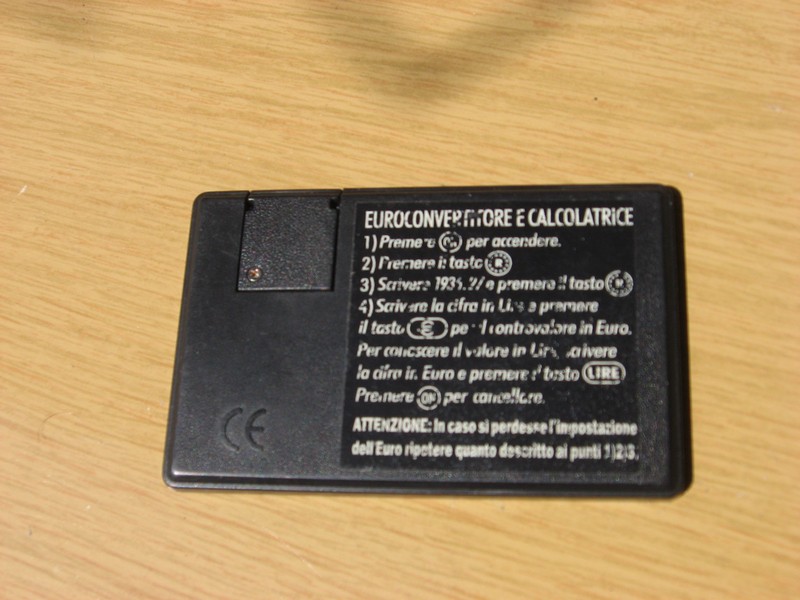 EUROCONVERTITORE E CALCOLATRICE
1) Premere ON per accendere.
2) Premere il tasto R
3) Scrivere 1936.27 e premere il tasto R
4) Scrivere la cifra in Lire e premere
il tasto € per il controvalore in Euro.
Per conoscere il valore in Lire, scrivere
la cifra in Euro e premere il tasto LIRE
Premere ON per cancellare.
ATTENZIONE: In caso si perdesse l'impostazione
dell'Euro ripetere quanto descritto ai punti 1,2,3.
CE